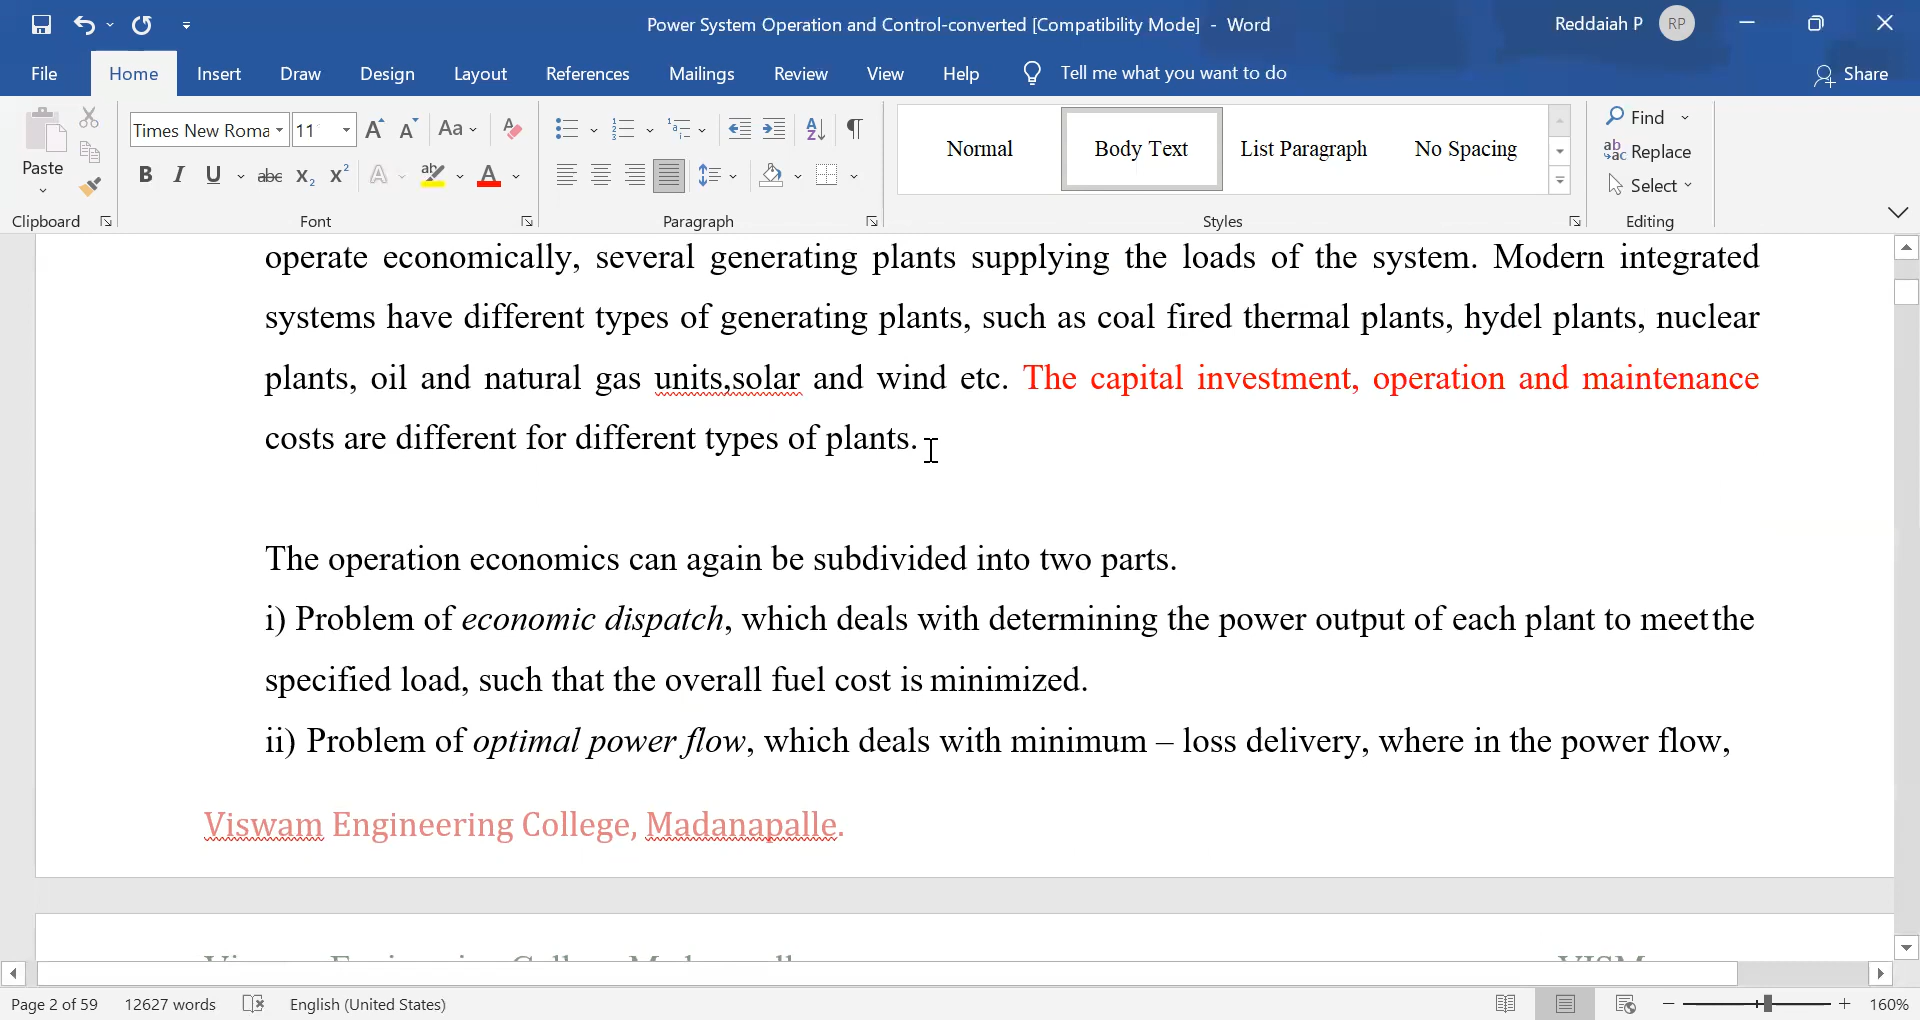 Power System Operation and Control-converted [Compatibility Mode] - Word
Reddaiah P
RP
File
Home
Insert
Draw
Design
Layout
References
Mailings
Review
View
Help
Tell me what you want to do
Share
Paste
Clipboard
Times New Roma
11
Aa
B I U abc X₂ X² A ab A
Font
Paragraph
Normal
Body Text
List Paragraph
No Spacing
Styles
Find
Replace
Select
Editing
operate economically, several generating plants supplying the loads of the system. Modern integrated
systems have different types of generating plants, such as coal fired thermal plants, hydel plants, nuclear
plants, oil and natural gas units,solar and wind etc. The capital investment, operation and maintenance
costs are different for different types of plants.
The operation economics can again be subdivided into two parts.
i) Problem of economic dispatch, which deals with determining the power output of each plant to meet the
specified load, such that the overall fuel cost is minimized.
ii) Problem of optimal power flow, which deals with minimum – loss delivery, where in the power flow,
Viswam Engineering College, Madanapalle.
Page 2 of 59
12627 words
English (United States)
160%